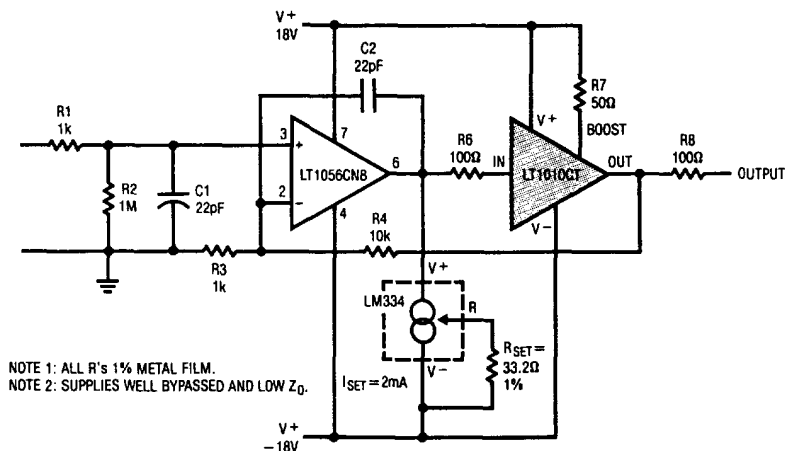 V+
18V
C2
22pF
R7
50Ω
R1
1k
3
7
+
V+
BOOST
R6
100Ω
R8
100Ω
LT1056CN8
6
IN
LT1010CT
OUT
OUTPUT
R2
1M
C1
22pF
2
−
4
R4
10k
V−
R3
1k
V+
LM334
R
NOTE 1: ALL R's 1% METAL FILM.
NOTE 2: SUPPLIES WELL BYPASSED AND LOW Z0.
ISET = 2mA
V−
RSET =
33.2Ω
1%
V+
−18V